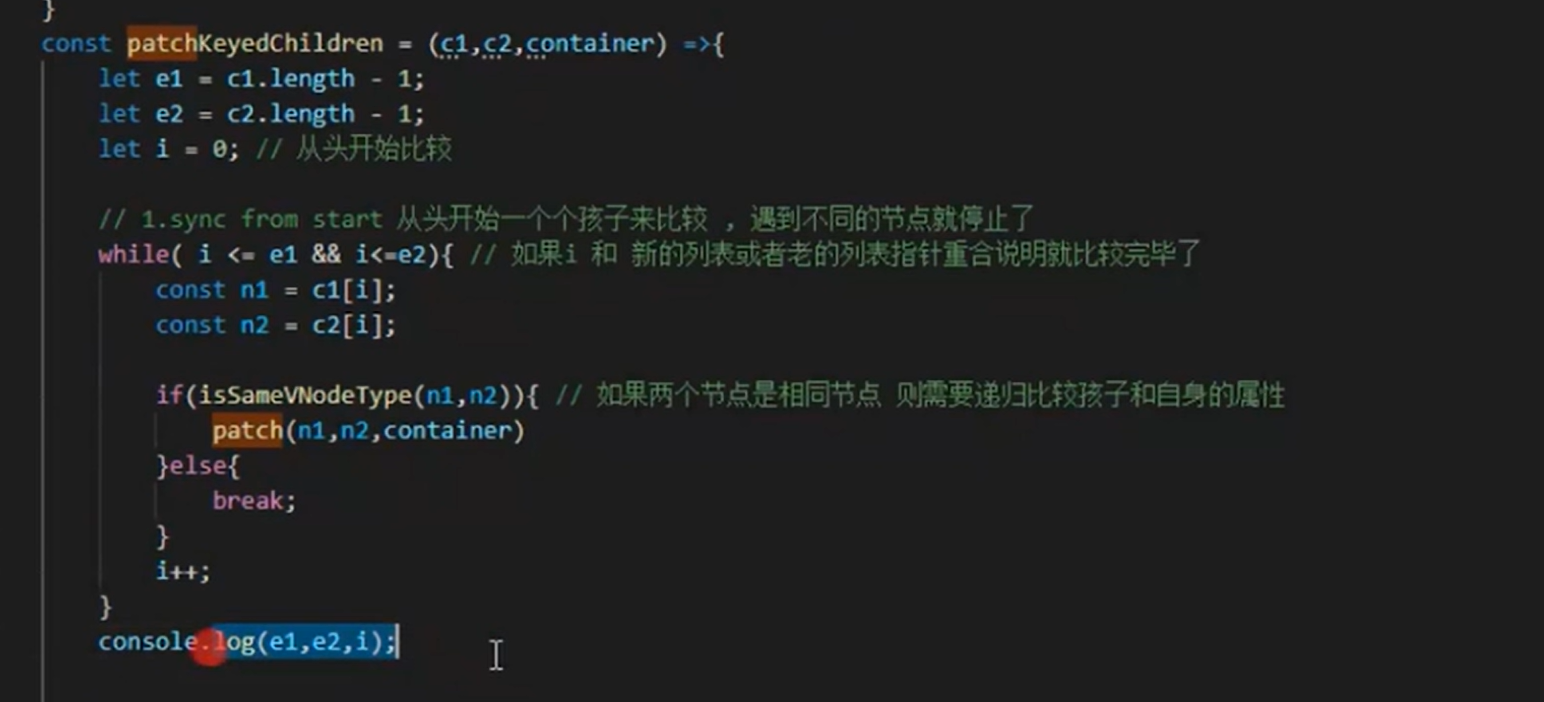 }
const patchKeyedChildren = (c1,c2,container) =>{
let e1 = c1.length - 1;
let e2 = c2.length - 1;
let i = 0; // 从头开始比较
// 1.sync from start 从头开始一个个孩子来比较 , 遇到不同的节点就停止了
while( i <= e1 && i<=e2){ // 如果i 和 新的列表或者老的列表指针重合说明就比较完毕了
const n1 = c1[i];
const n2 = c2[i];
if(isSameVNodeType(n1,n2)){ // 如果两个节点是相同节点 则需要递归比较孩子和自身的属性
patch(n1,n2,container)
}else{
break;
}
i++;
}
console.log(e1,e2,i);